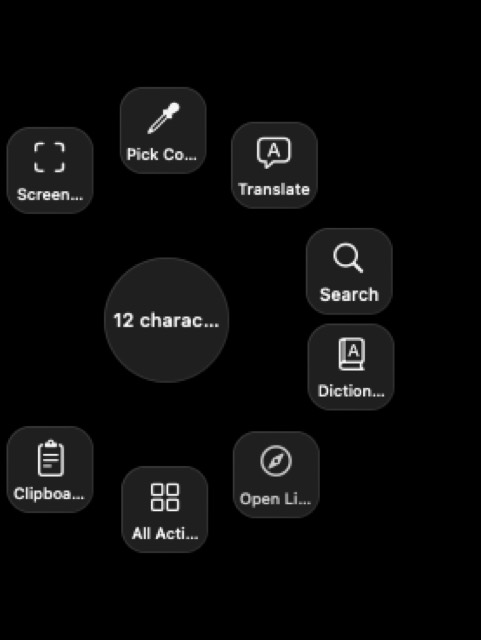 Pick Co...
Screen...
A
Translate
Search
12 charac...
A
Diction...
Clipboa...
Open Li...
All Acti...